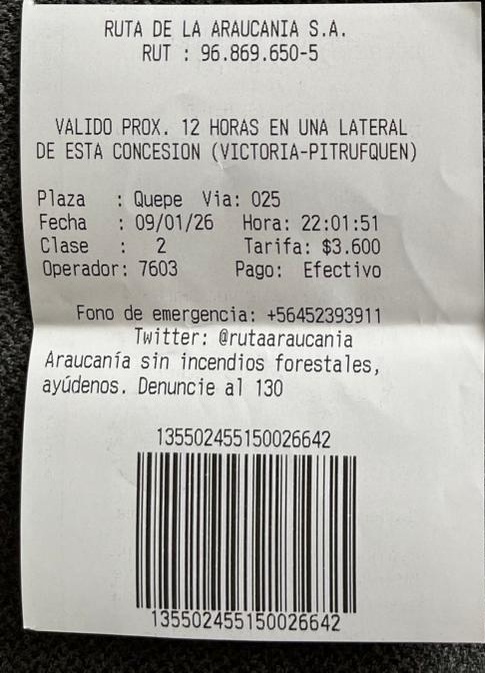 RUTA DE LA ARAUCANIA S.A.
RUT : 96.869.650-5
VALIDO PROX. 12 HORAS EN UNA LATERAL
DE ESTA CONCESION (VICTORIA-PITRUFQUEN)
Plaza : Quepe Via: 025
Fecha : 09/01/26 Hora: 22:01:51
Clase : 2 Tarifa: $3.600
Operador: 7603 Pago: Efectivo
Fono de emergencia: +56452393911
Twitter: @rutaaraucania
Araucanía sin incendios forestales,
ayúdenos. Denuncie al 130
135502455150026642
135502455150026642